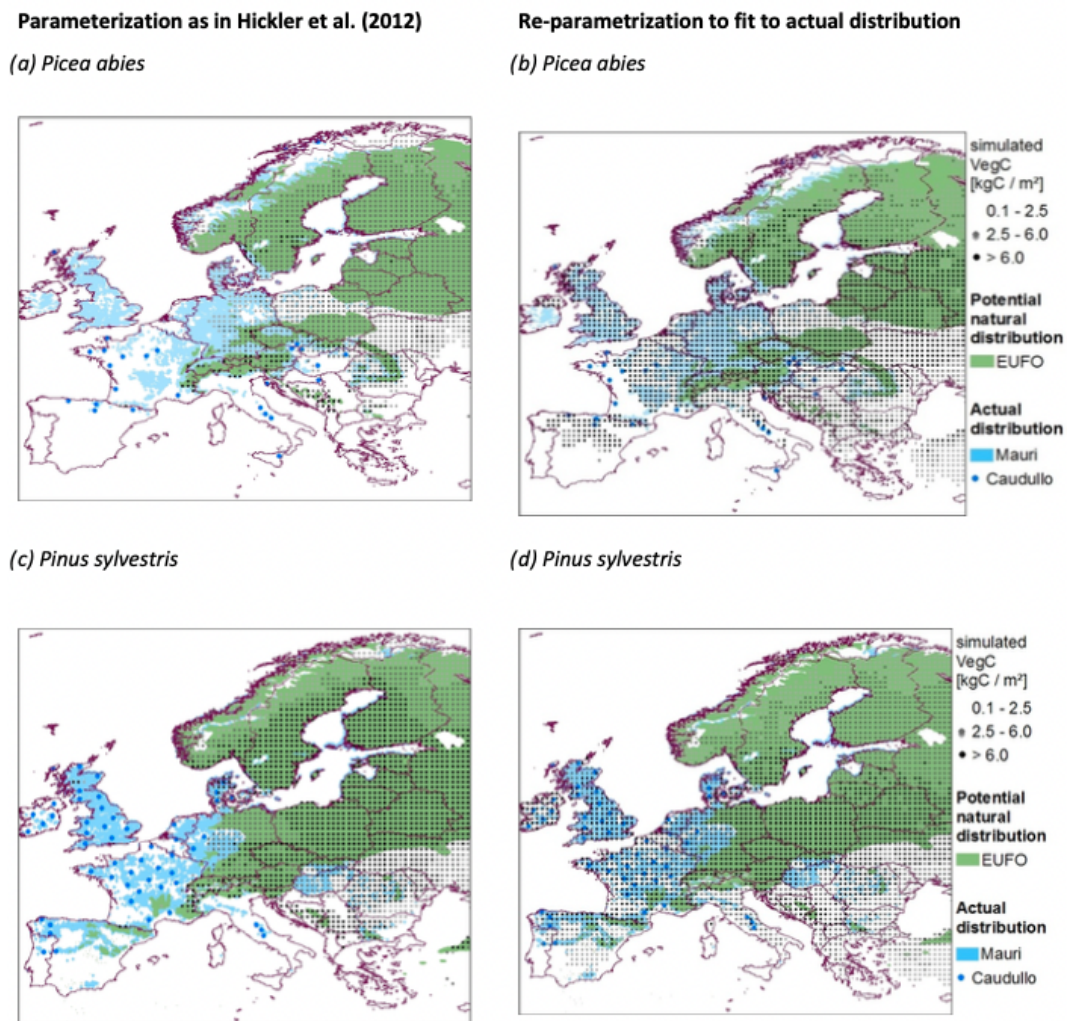 Parameterization as in Hickler et al. (2012)
Re-parametrization to fit to actual distribution
(a) Picea abies
(b) Picea abies
simulated
VegC
[kgC / m²]
0.1 - 2.5
2.5 - 6.0
> 6.0
Potential
natural
distribution
EUFO
Actual
distribution
Mauri
Caudullo
(c) Pinus sylvestris
(d) Pinus sylvestris
simulated
VegC
[kgC / m²]
0.1 - 2.5
2.5 - 6.0
> 6.0
Potential
natural
distribution
EUFO
Actual
distribution
Mauri
Caudullo